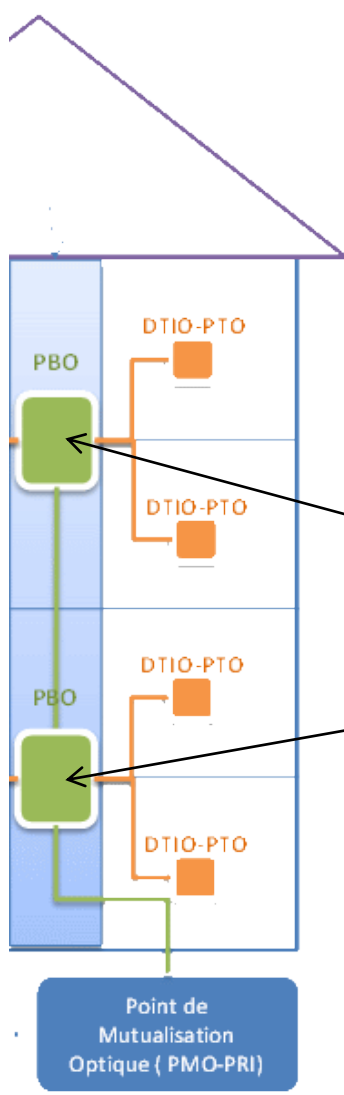 DTIO-PTO
PBO
DTIO-PTO
DTIO-PTO
PBO
DTIO-PTO
Point de
Mutualisation
Optique ( PMO-PRI)